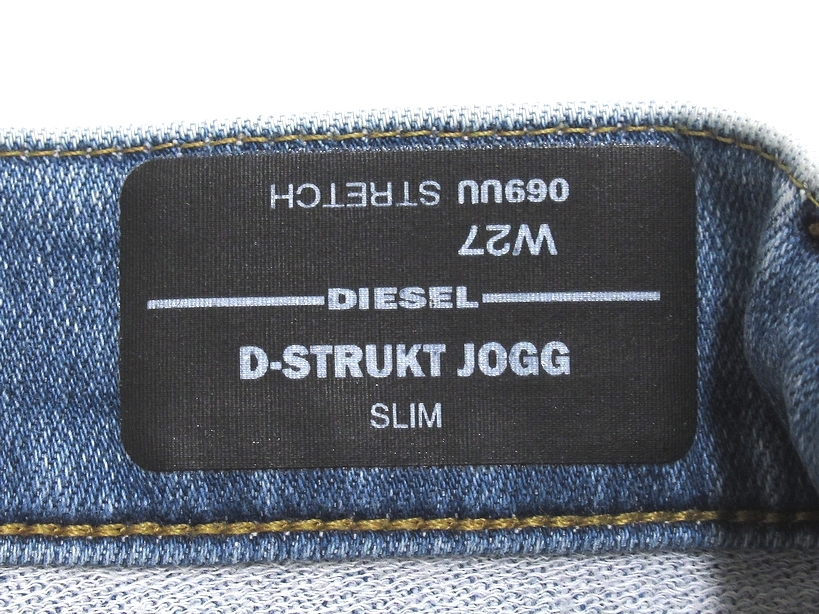 W27
069UU STRETCH
DIESEL
D-STRUKT JOGG
SLIM